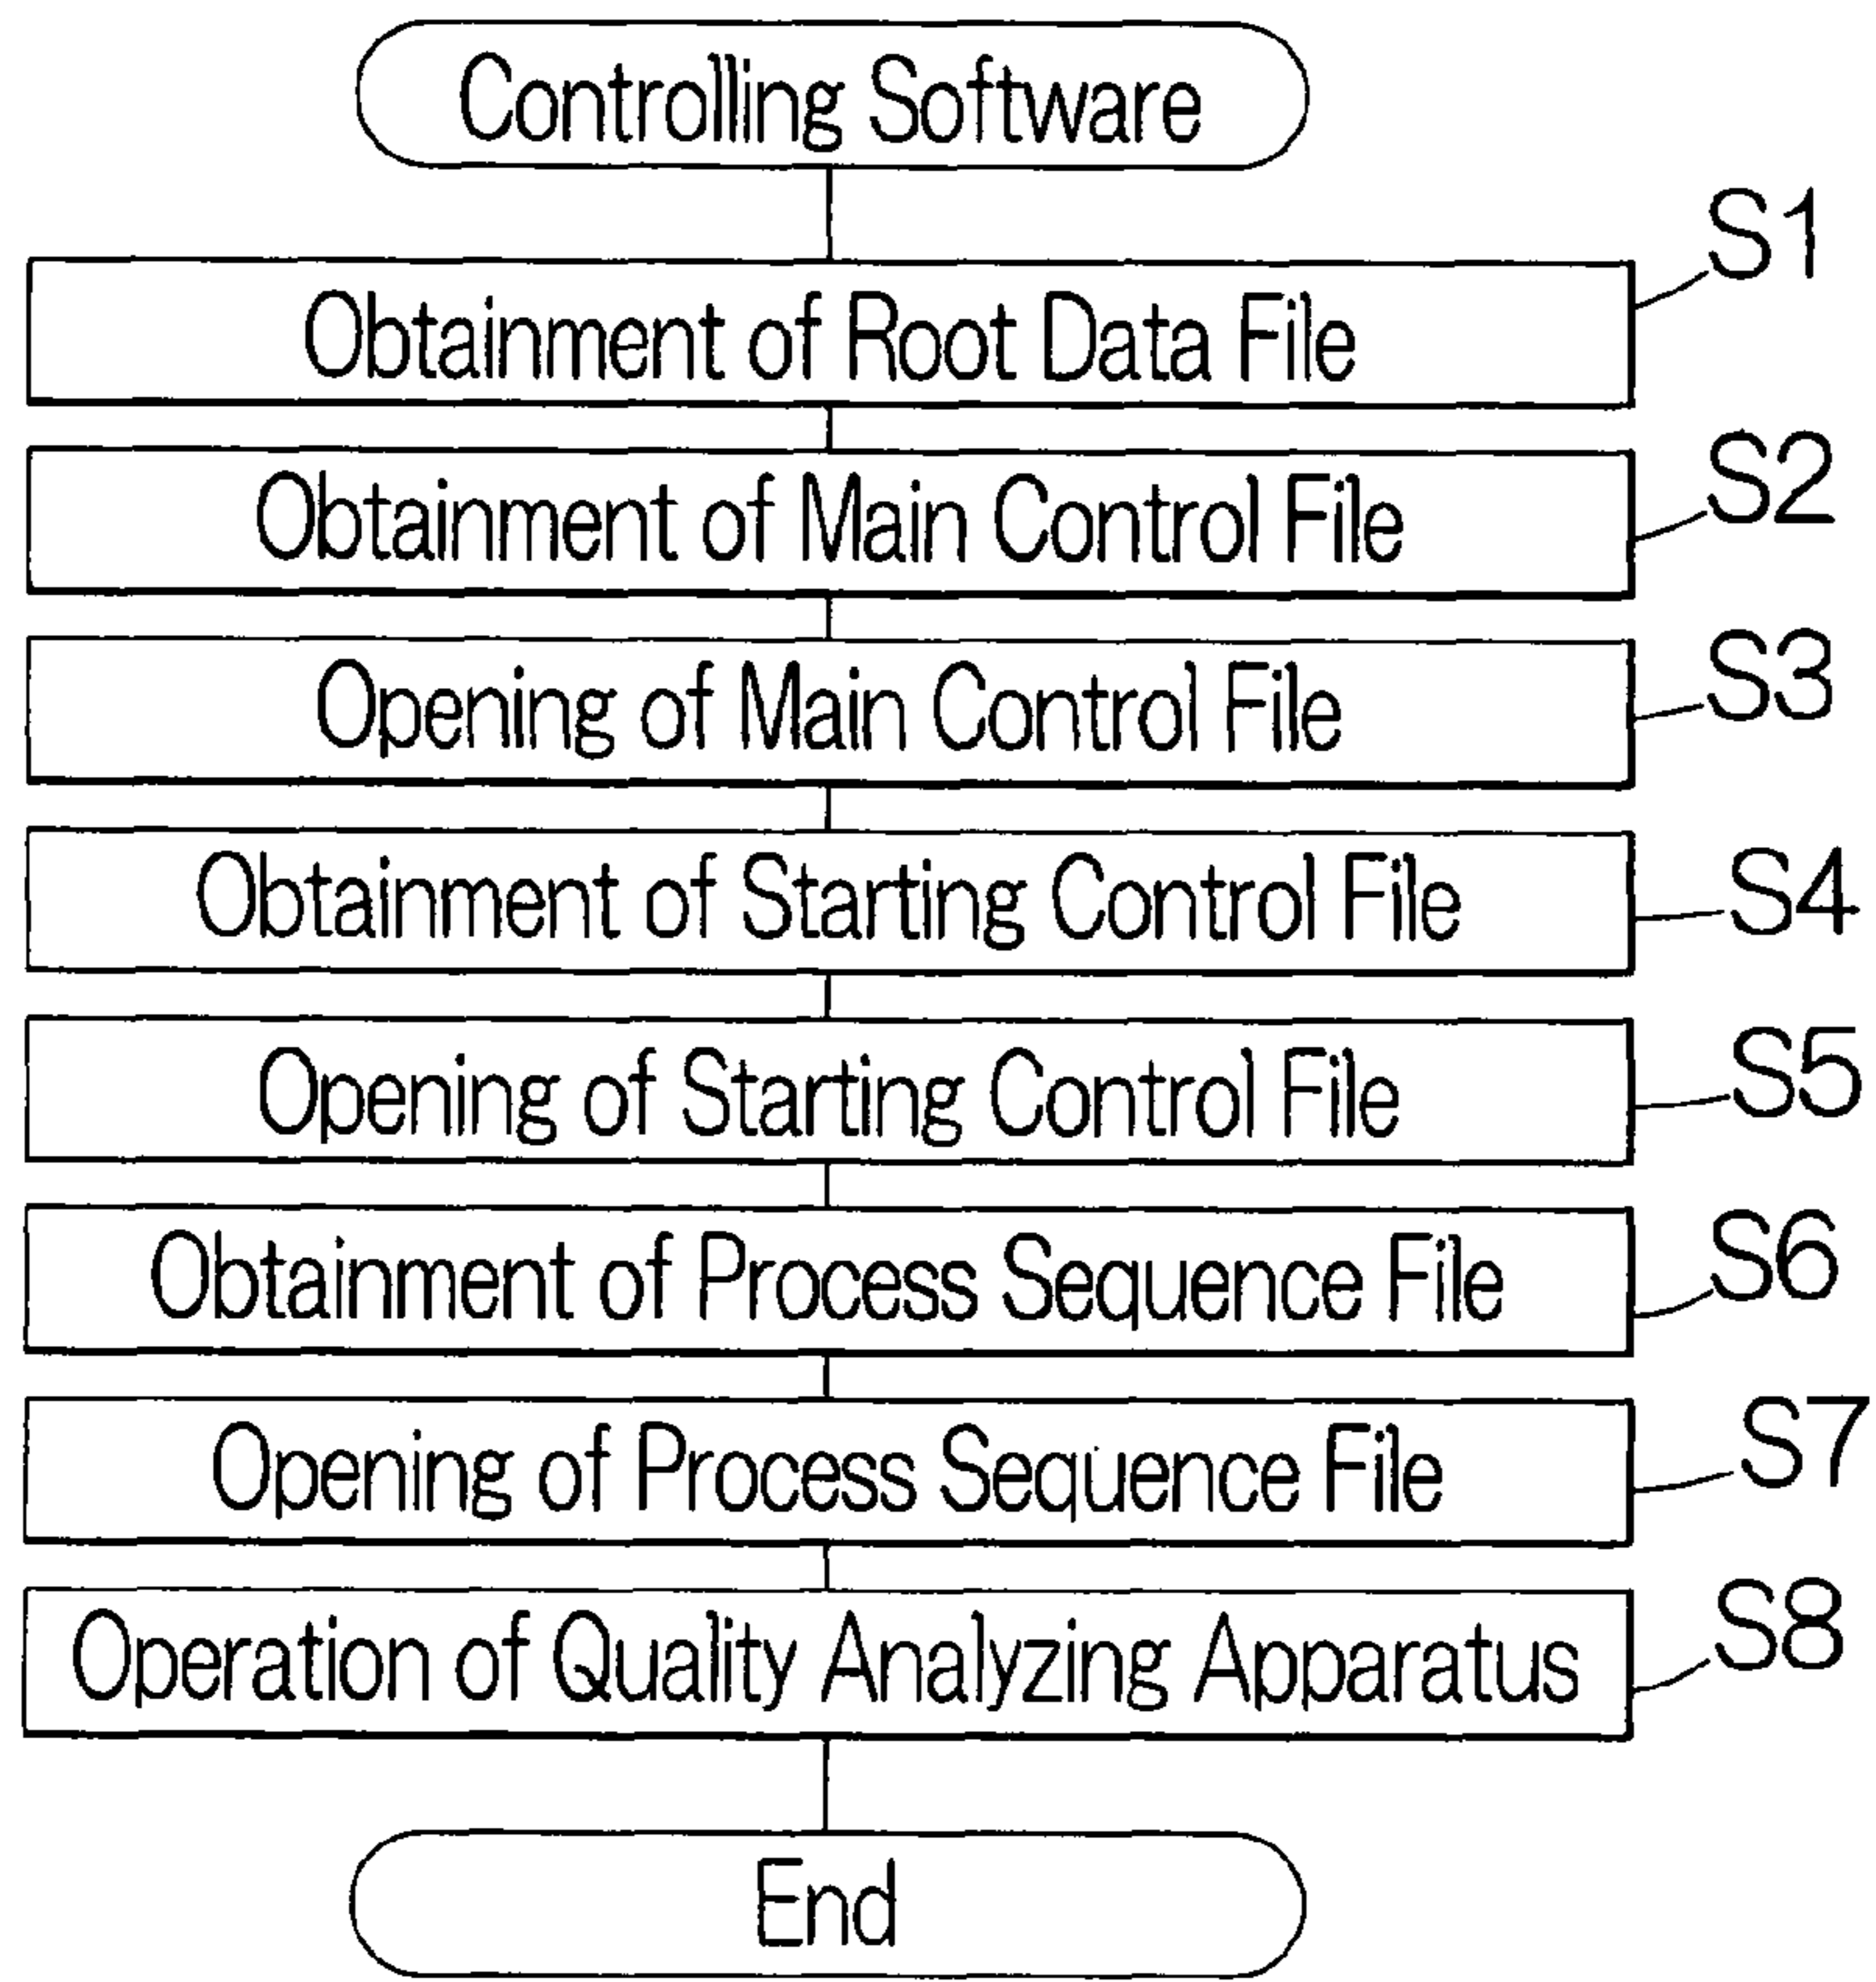 Controlling Software
S1
Obtainment of Root Data File
S2
Obtainment of Main Control File
S3
Opening of Main Control File
S4
Obtainment of Starting Control File
S5
Opening of Starting Control File
S6
Obtainment of Process Sequence File
S7
Opening of Process Sequence File
S8
Operation of Quality Analyzing Apparatus
End